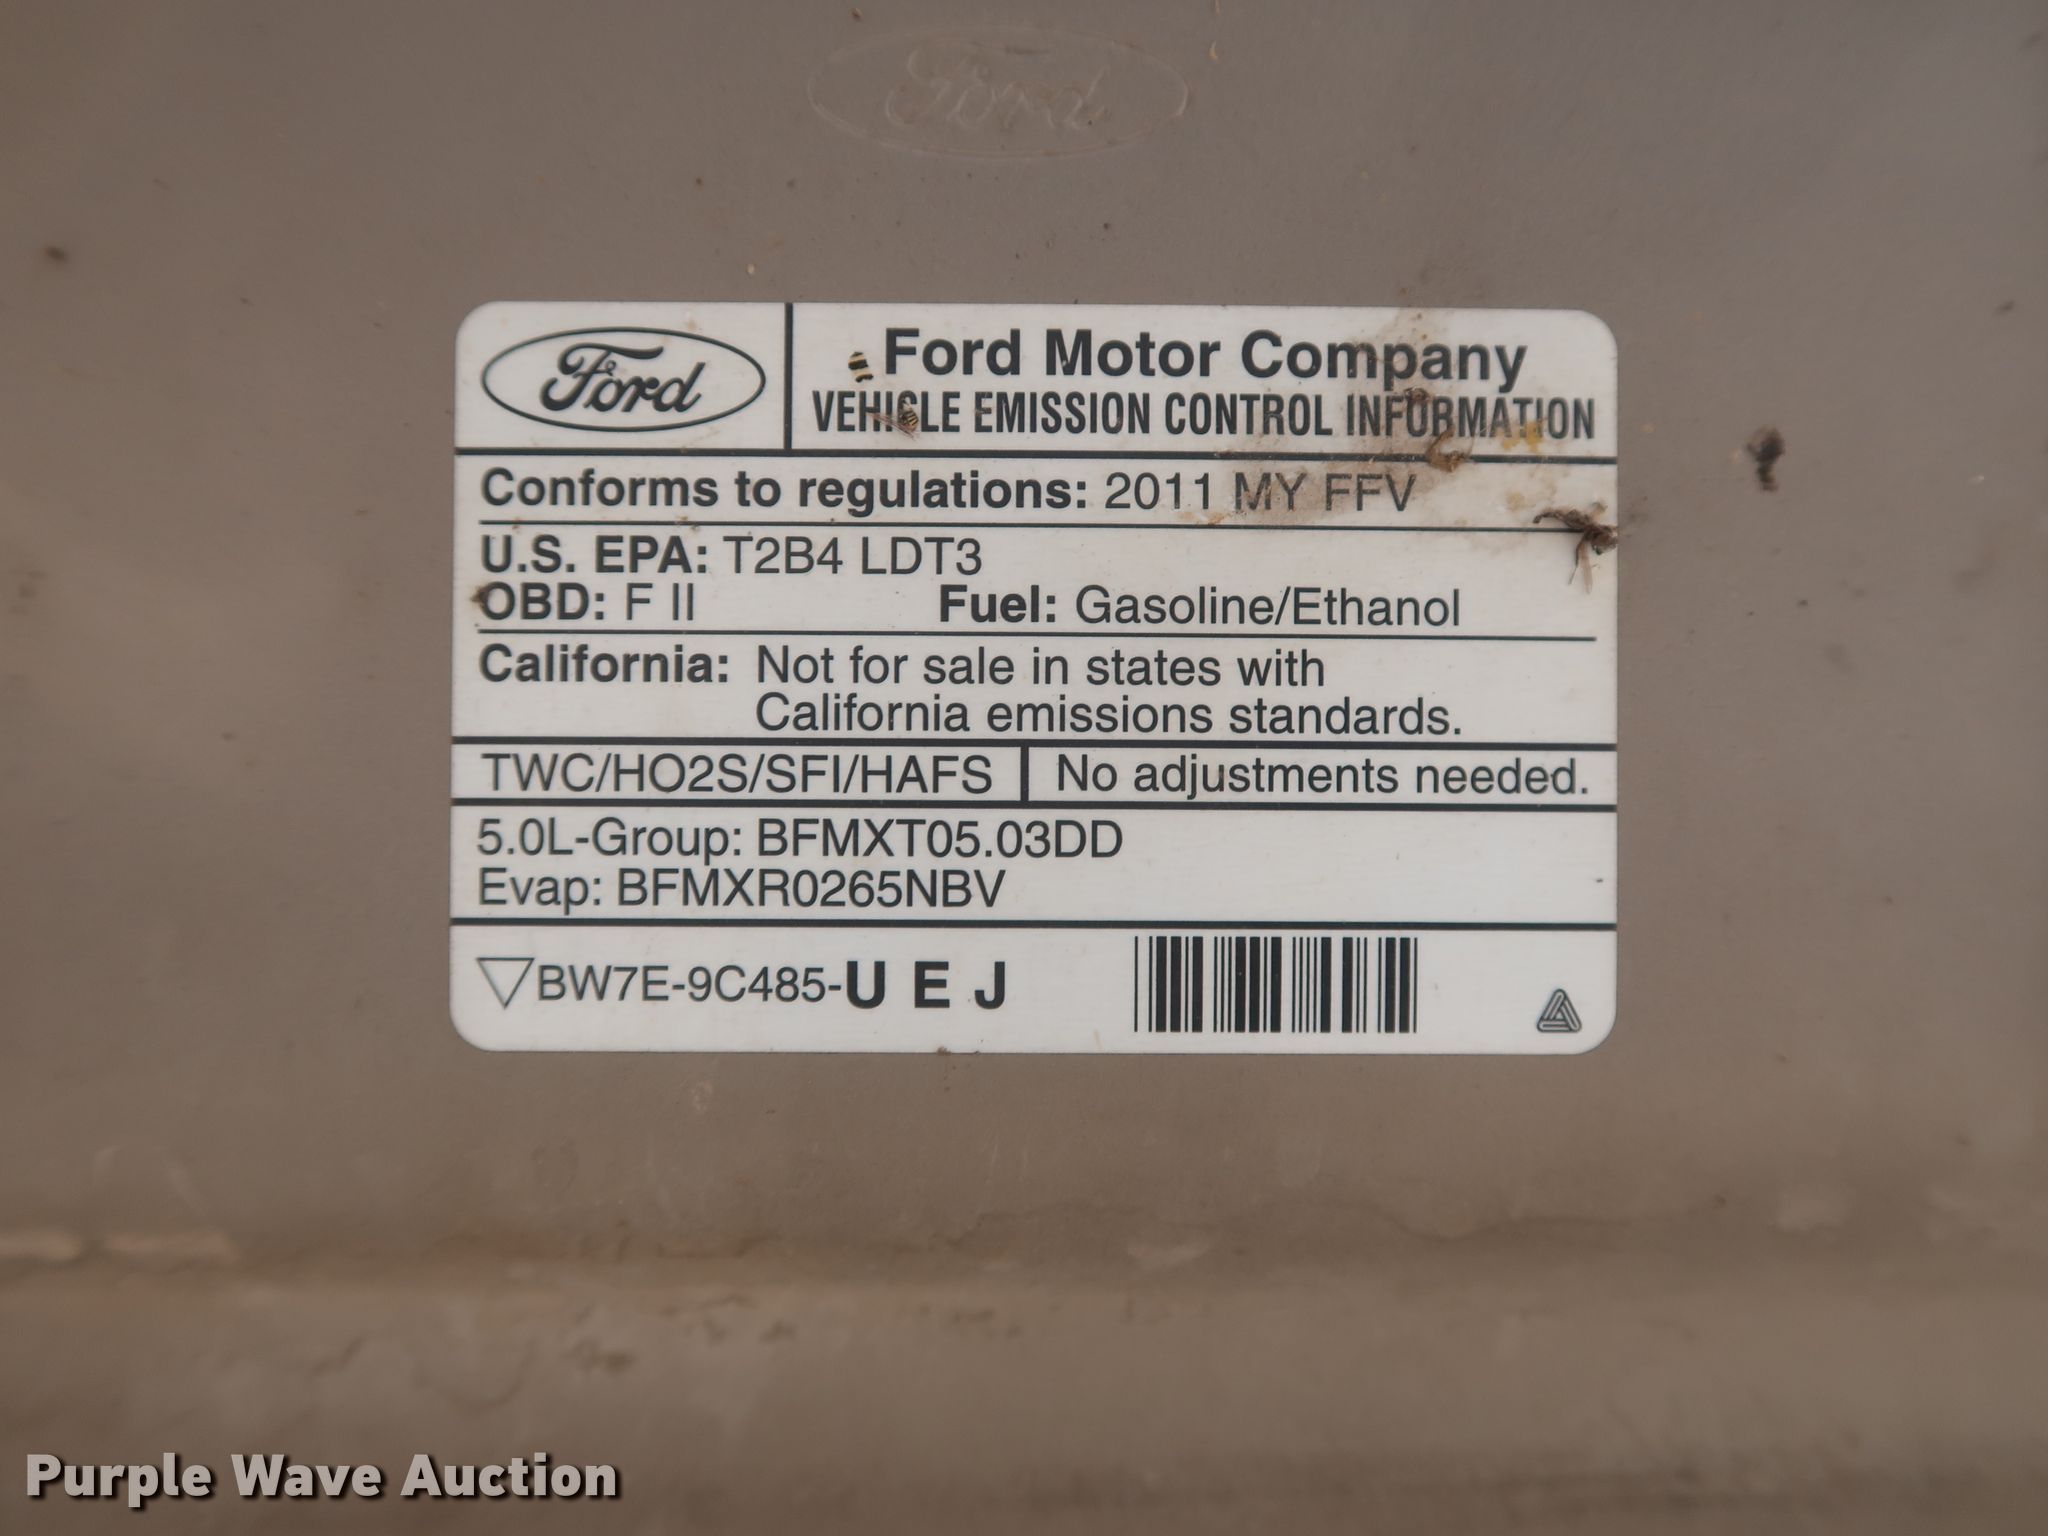 Ford
Ford
Ford Motor Company
VEHICLE EMISSION CONTROL INFORMATION
Conforms to regulations: 2011 MY FFV
U.S. EPA: T2B4 LDT3
OBD: F II Fuel: Gasoline/Ethanol
California: Not for sale in states with
California emissions standards.
TWC/HO2S/SFI/HAFS No adjustments needed.
5.0L-Group: BFMXT05.03DD
Evap: BFMXR0265NBV
BW7E-9C485-U E J
Purple Wave Auction